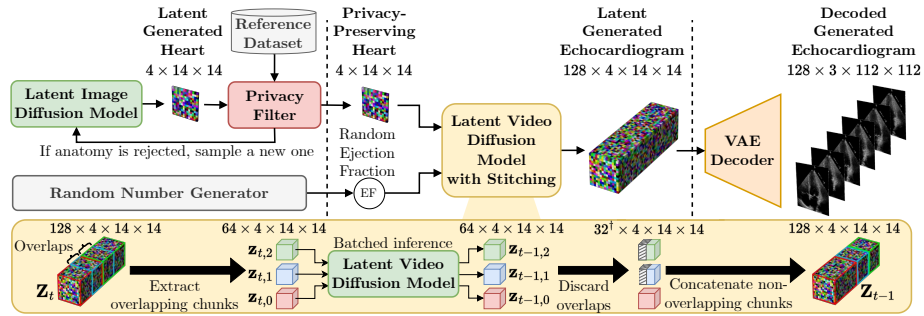 Latent
Generated
Heart
4 × 14 × 14
Reference
Dataset
Privacy-
Preserving
Heart
4 × 14 × 14
Latent
Generated
Echocardiogram
128 × 4 × 14 × 14
Decoded
Generated
Echocardiogram
128 × 3 × 112 × 112
Latent Image
Diffusion Model
Privacy
Filter
If anatomy is rejected, sample a new one
Random
Ejection
Fraction
Latent Video
Diffusion
Model
with Stitching
VAE
Decoder
Random Number Generator
EF
128 × 4 × 14 × 14
Overlaps
Z_t
Extract
overlapping chunks
64 × 4 × 14 × 14
z_{t,2}
z_{t,1}
z_{t,0}
Batched inference
Latent Video
Diffusion Model
64 × 4 × 14 × 14
z_{t−1,2}
z_{t−1,1}
z_{t−1,0}
Discard
overlaps
32† × 4 × 14 × 14
Concatenate non-
overlapping chunks
128 × 4 × 14 × 14
Z_{t−1}